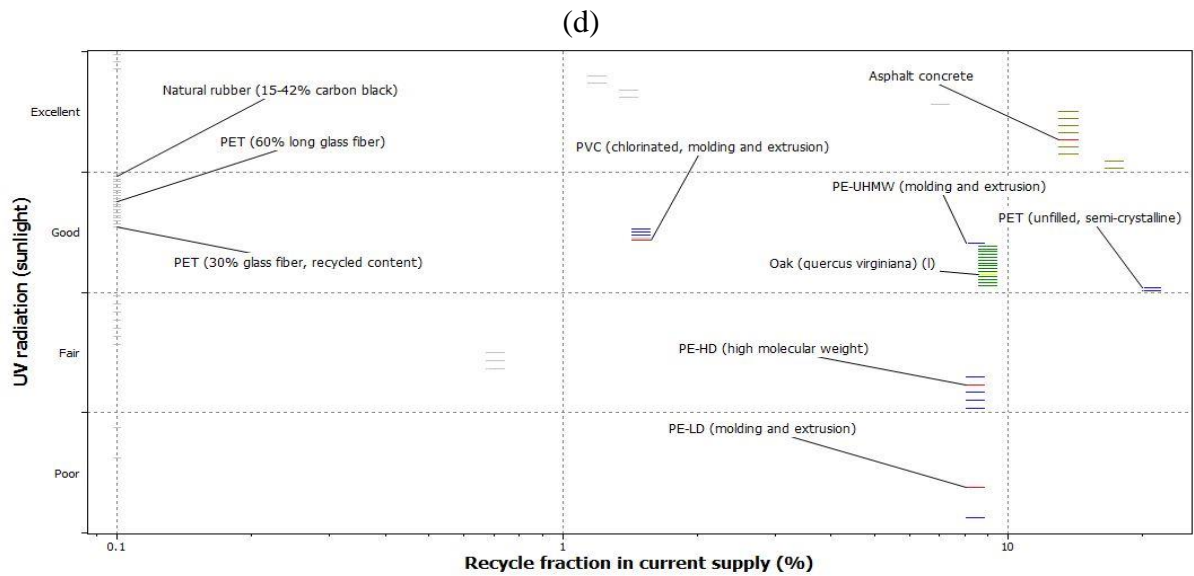 (d)
Excellent
Asphalt concrete
Natural rubber (15-42% carbon black)
PET (60% long glass fiber)
PVC (chlorinated, molding and extrusion)
PE-UHMW (molding and extrusion)
PET (unfilled, semi-crystalline)
Good
PET (30% glass fiber, recycled content)
Oak (quercus virginiana) (l)
UV radiation (sunlight)
Fair
PE-HD (high molecular weight)
PE-LD (molding and extrusion)
Poor
0.1 1 10
Recycle fraction in current supply (%)